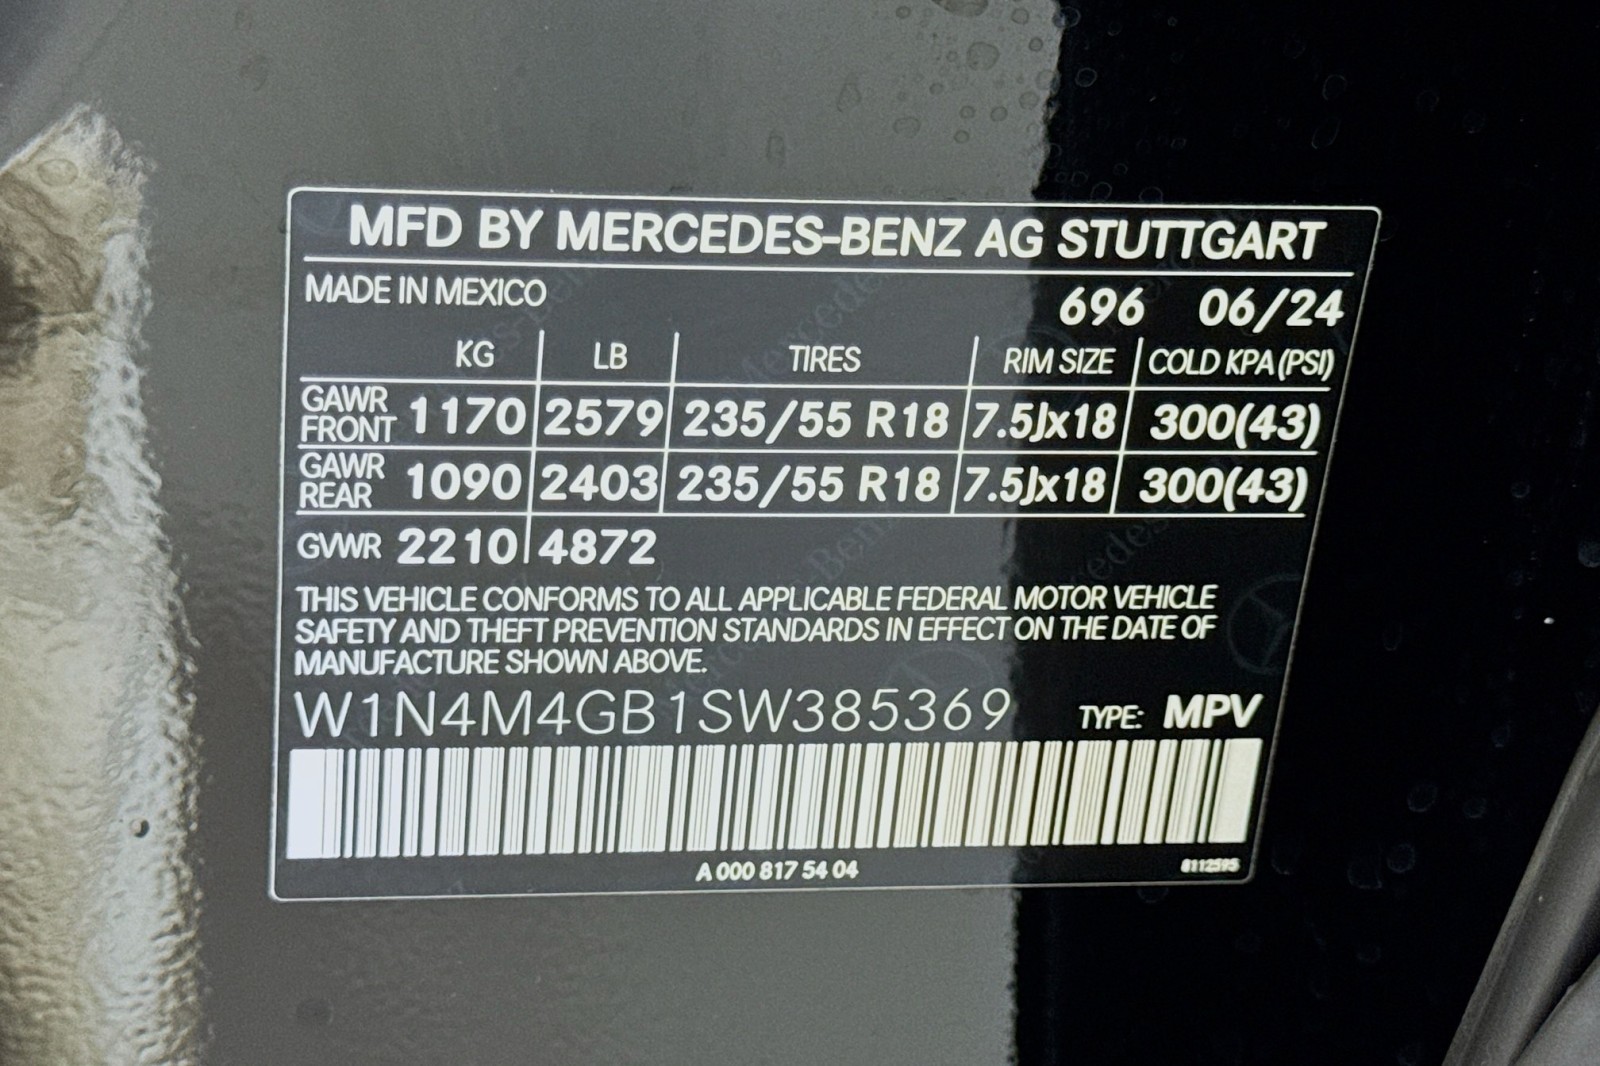 MFD BY MERCEDES-BENZ AG STUTTGART
MADE IN MEXICO
696 06/24
KG LB TIRES RIM SIZE COLD KPA (PSI)
GAWR FRONT 1170 2579 235/55 R18 7.5Jx18 300(43)
GAWR REAR 1090 2403 235/55 R18 7.5Jx18 300(43)
GVWR 2210 4872
THIS VEHICLE CONFORMS TO ALL APPLICABLE FEDERAL MOTOR VEHICLE
SAFETY AND THEFT PREVENTION STANDARDS IN EFFECT ON THE DATE OF
MANUFACTURE SHOWN ABOVE.
W1N4M4GB1SW385369 TYPE: MPV
A 000 817 54 04 8112595